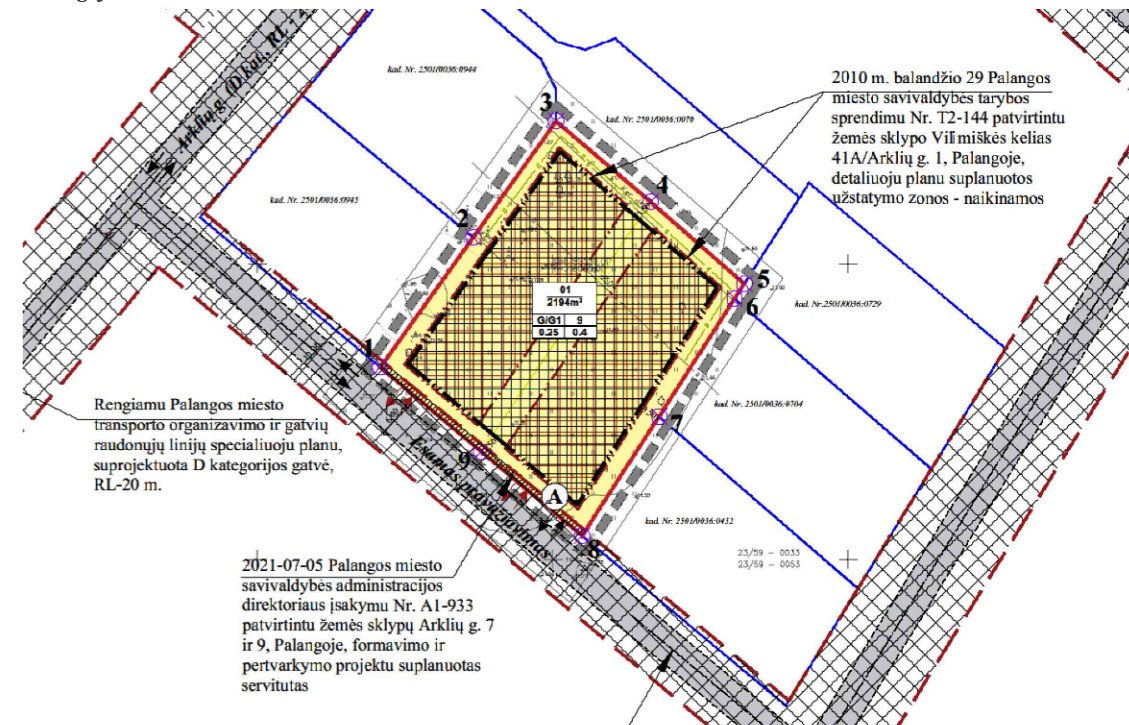 Arklių g. (D kat., RL -
kad. Nr. 2501/0036:0944
3
kad. Nr. 2501/0036:0070
2010 m. balandžio 29 Palangos
miesto savivaldybės tarybos
sprendimu Nr. T2-144 patvirtintu
žemės sklypo Vilimiškės kelias
41A/Arklių g. 1, Palangoje,
detaliuoju planu suplanuotos
užstatymo zonos - naikinamos
4
kad. Nr. 2501/0036:0945
2
5
6
01
2194m²
G/G1 9
0.25 0.4
kad. Nr.2501/0036:0729
1
Rengiamu Palangos miesto
transporto organizavimo ir gatvių
raudonųjų linijų specialiuoju planu,
suprojektuota D kategorijos gatvė,
RL-20 m.
kad. Nr. 2501/0036:0704
7
9
Esamas pravažiavimas
A
kad. Nr. 2501/0036:0452
8
23/59 - 0033
23/59 - 0053
2021-07-05 Palangos miesto
savivaldybės administracijos
direktoriaus įsakymu Nr. A1-933
patvirtintu žemės sklypų Arklių g. 7
ir 9, Palangoje, formavimo ir
pertvarkymo projektu suplanuotas
servitutas